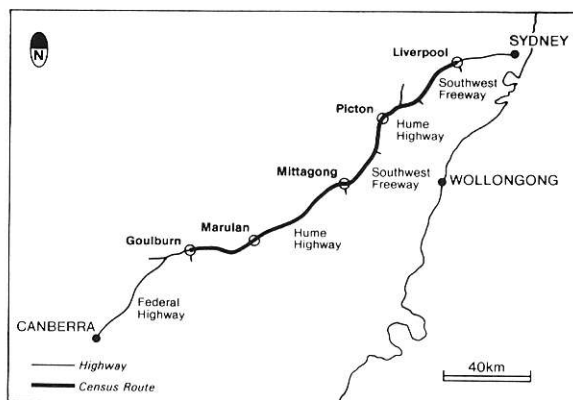 N
SYDNEY
Liverpool
Southwest
Freeway
Picton
Hume
Highway
Mittagong
Southwest
Freeway
WOLLONGONG
Marulan
Goulburn
Hume
Highway
Federal
Highway
CANBERRA
Highway
Census Route
40km